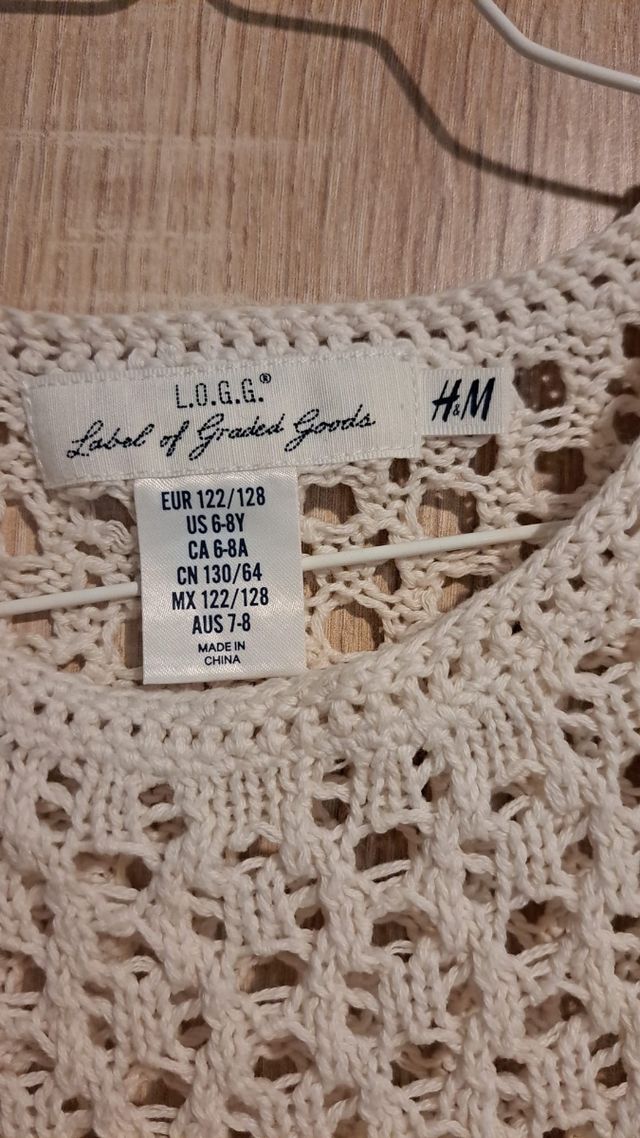 L.O.G.G.®
Label of Graded Goods
H&M
EUR 122/128
US 6-8Y
CA 6-8A
CN 130/64
MX 122/128
AUS 7-8
MADE IN
CHINA